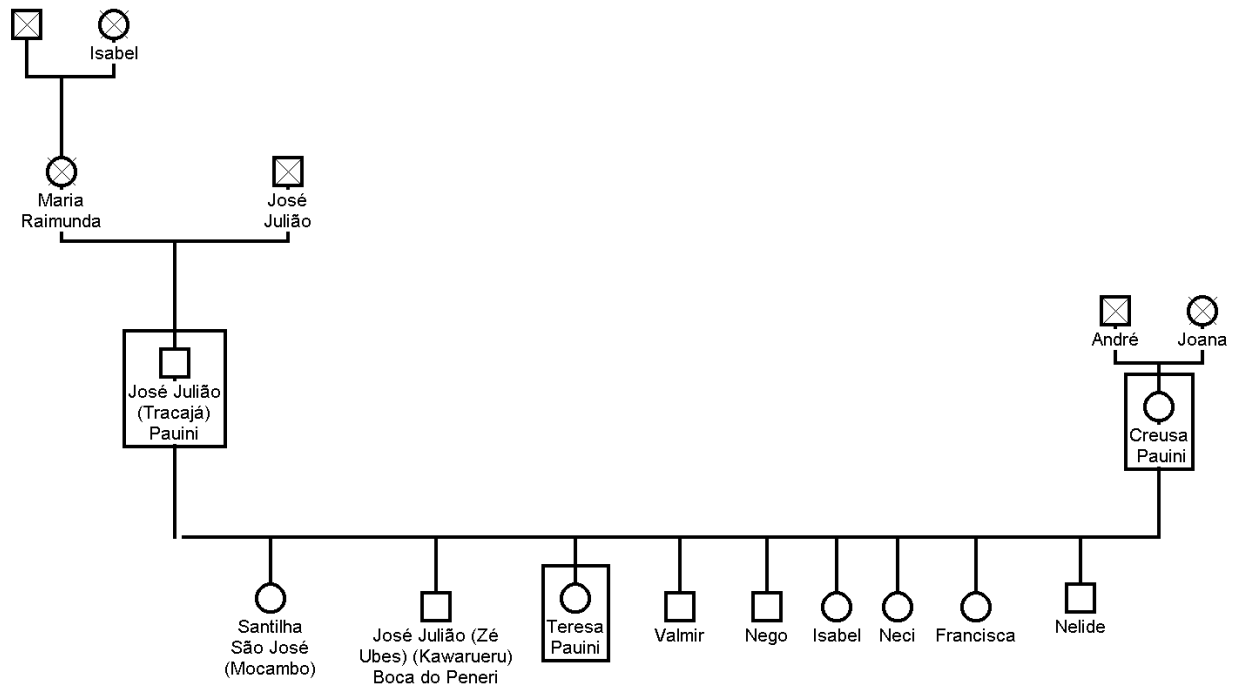 Isabel
Maria
Raimunda
José
Julião
André
Joana
José Julião
(Tracajá)
Pauini
Creusa
Pauini
Santilha
São José
(Mocambo)
José Julião (Zé
Ubes) (Kawarueru)
Boca do Peneri
Teresa
Pauini
Valmir
Nego
Isabel
Neci
Francisca
Nelide